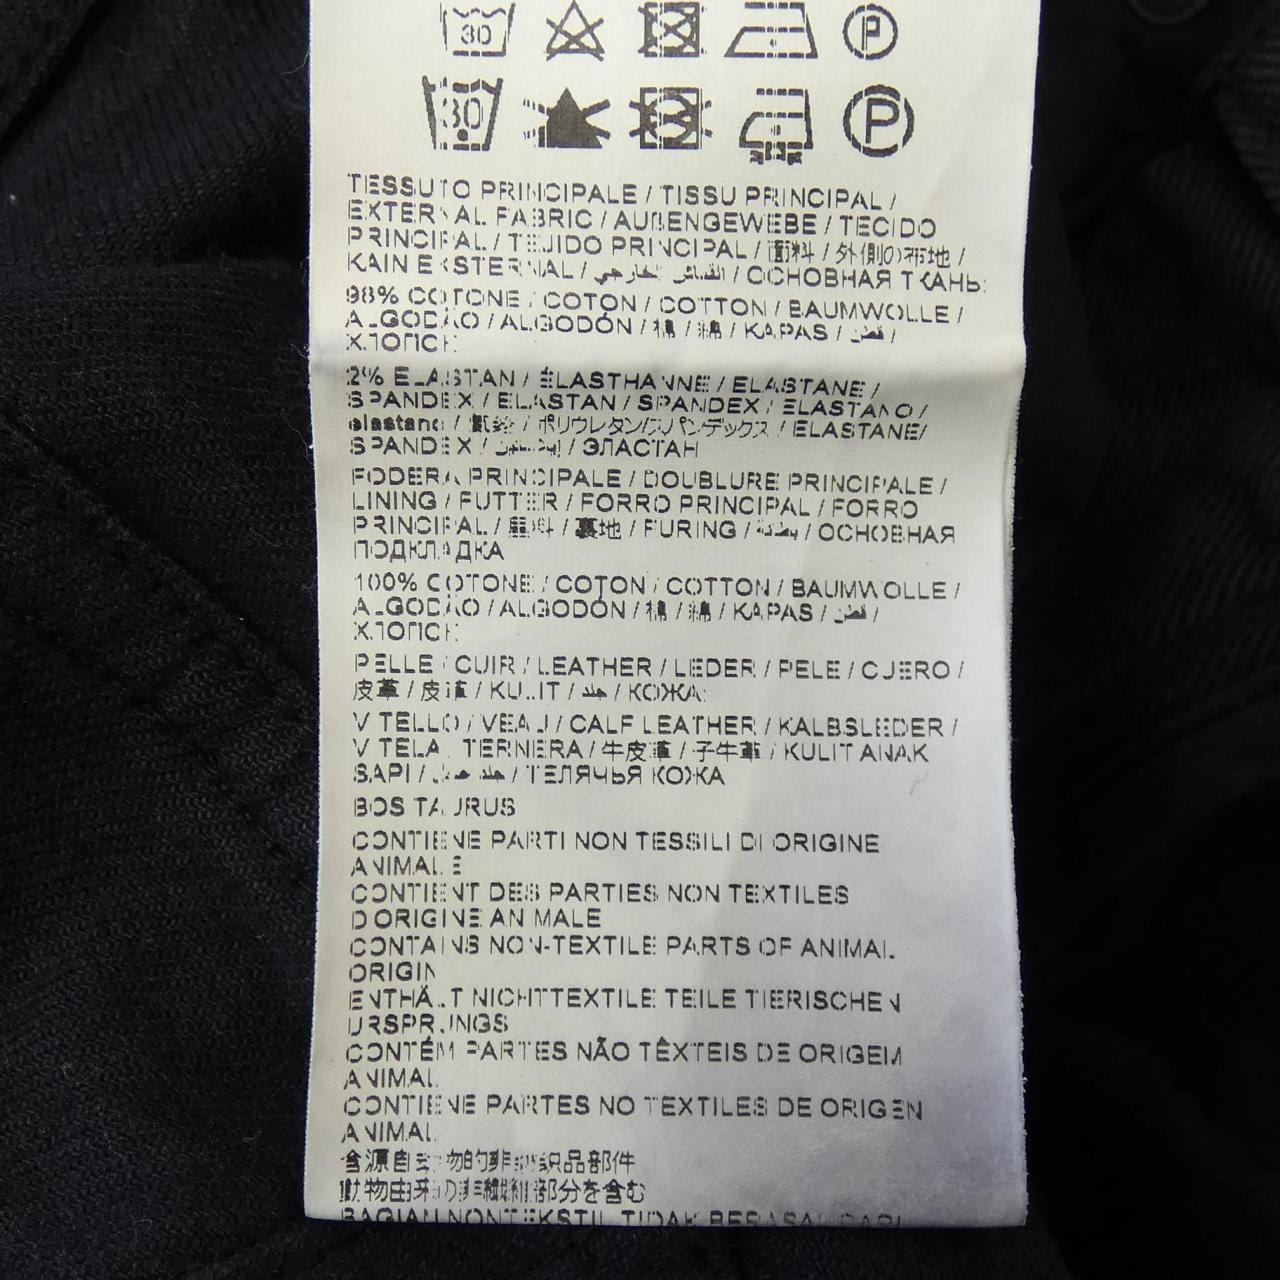 30 P
30 P
TESSUTO PRINCIPALE / TISSU PRINCIPAL /
EXTERNAL FABRIC / AUßENGEWEBE / TECIDO
PRINCIPAL / TEJIDO PRINCIPAL / 面料 / 外側の布地 /
KAIN EKSTERNAL / القماش الخارجي / ОСНОВНАЯ ТКАНЬ:
98% COTONE / COTON / COTTON / BAUMWOLLE /
ALGODÃO / ALGODÓN / 棉 / 綿 / KAPAS / قطن /
ХЛОПОК
2% ELASTAN / ÉLASTHANNE / ELASTANE /
SPANDEX / ELASTAN / SPANDEX / ELASTANO /
elastano / 氨纶 / ポリウレタン/スパンデックス / ELASTANE/
SPANDEX / / ЭЛАСТАН
FODERA PRINCIPALE / DOUBLURE PRINCIPALE /
LINING / FUTTER / FORRO PRINCIPAL / FORRO
PRINCIPAL / 里料 / 裏地 / FURING / بطانة / ОСНОВНАЯ
ПОДКЛАДКА
100% COTONE / COTON / COTTON / BAUMWOLLE /
ALGODÃO / ALGODÓN / 棉 / 綿 / KAPAS / قطن /
ХЛОПОК
PELLE / CUIR / LEATHER / LEDER / PELE / CUERO /
皮革 / 皮革 / KULIT / جلد / КОЖА:
VITELLO / VEAU / CALF LEATHER / KALBSLEDER /
VITELA / TERNERA / 牛皮革 / 子牛革 / KULIT ANAK
SAPI / جلد عجل / ТЕЛЯЧЬЯ КОЖА
BOS TAURUS
CONTIENE PARTI NON TESSILI DI ORIGINE
ANIMALE
CONTIENT DES PARTIES NON TEXTILES
D'ORIGINE ANIMALE
CONTAINS NON-TEXTILE PARTS OF ANIMAL
ORIGIN
ENTHÄLT NICHTTEXTILE TEILE TIERISCHEN
URSPRUNGS
CONTÉM PARTES NÃO TÊXTEIS DE ORIGEM
ANIMAL
CONTIENE PARTES NO TEXTILES DE ORIGEN
ANIMAL
含源自动物的非纺织品部件
動物由来の非繊維部分を含む
BAGIAN NONTEKSTIL TIDAK BERASAL DARI